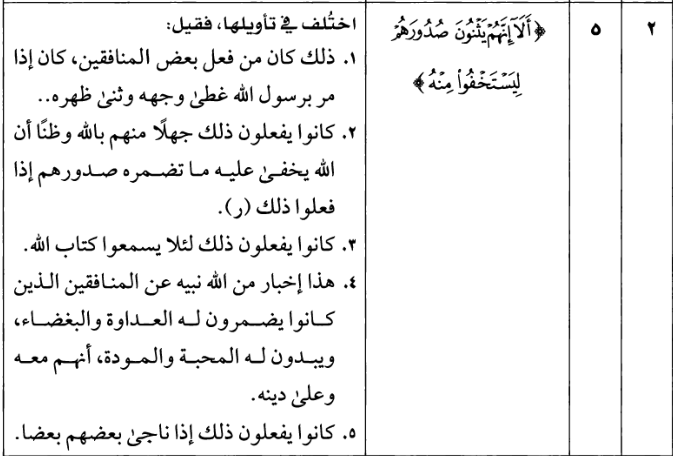 ٢
٥
﴿أَلَآ إِنَّهُمْ يَثْنُونَ صُدُورَهُمْ
لِيَسْتَخْفُوا۟ مِنْهُ﴾
اختُلف في تأويلها، فقيل:
١. ذلك كان من فعل بعض المنافقين، كان إذا
مر برسول الله غطىٰ وجهه وثنىٰ ظهره..
٢. كانوا يفعلون ذلك جهلًا منهم بالله وظنًا أن
الله يخفىٰ عليه ما تضمره صدورهم إذا
فعلوا ذلك (ر).
٣. كانوا يفعلون ذلك لئلا يسمعوا كتاب الله.
٤. هذا إخبار من الله نبيه عن المنافقين الذين
كانوا يضمرون له العداوة والبغضاء،
ويبدون له المحبة والمودة، أنهم معه
وعلىٰ دينه.
٥. كانوا يفعلون ذلك إذا ناجىٰ بعضهم بعضا.